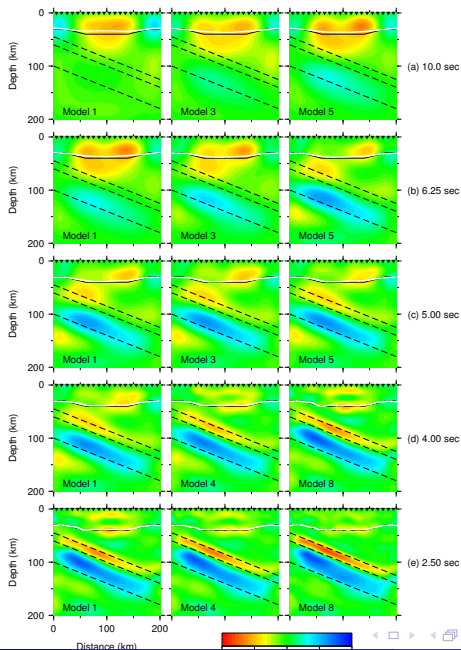 0
100
200
Depth (km)
Model 1
Model 3
Model 5
(a) 10.0 sec
0
100
200
Depth (km)
Model 1
Model 3
Model 5
(b) 6.25 sec
0
100
200
Depth (km)
Model 1
Model 3
Model 5
(c) 5.00 sec
0
100
200
Depth (km)
Model 1
Model 4
Model 8
(d) 4.00 sec
0
100
200
Depth (km)
Model 1
Model 4
Model 8
(e) 2.50 sec
0 100 200
Distance (km)